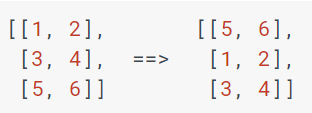 [[1, 2], [[5, 6],
[3, 4], ==> [1, 2],
[5, 6]] [3, 4]]